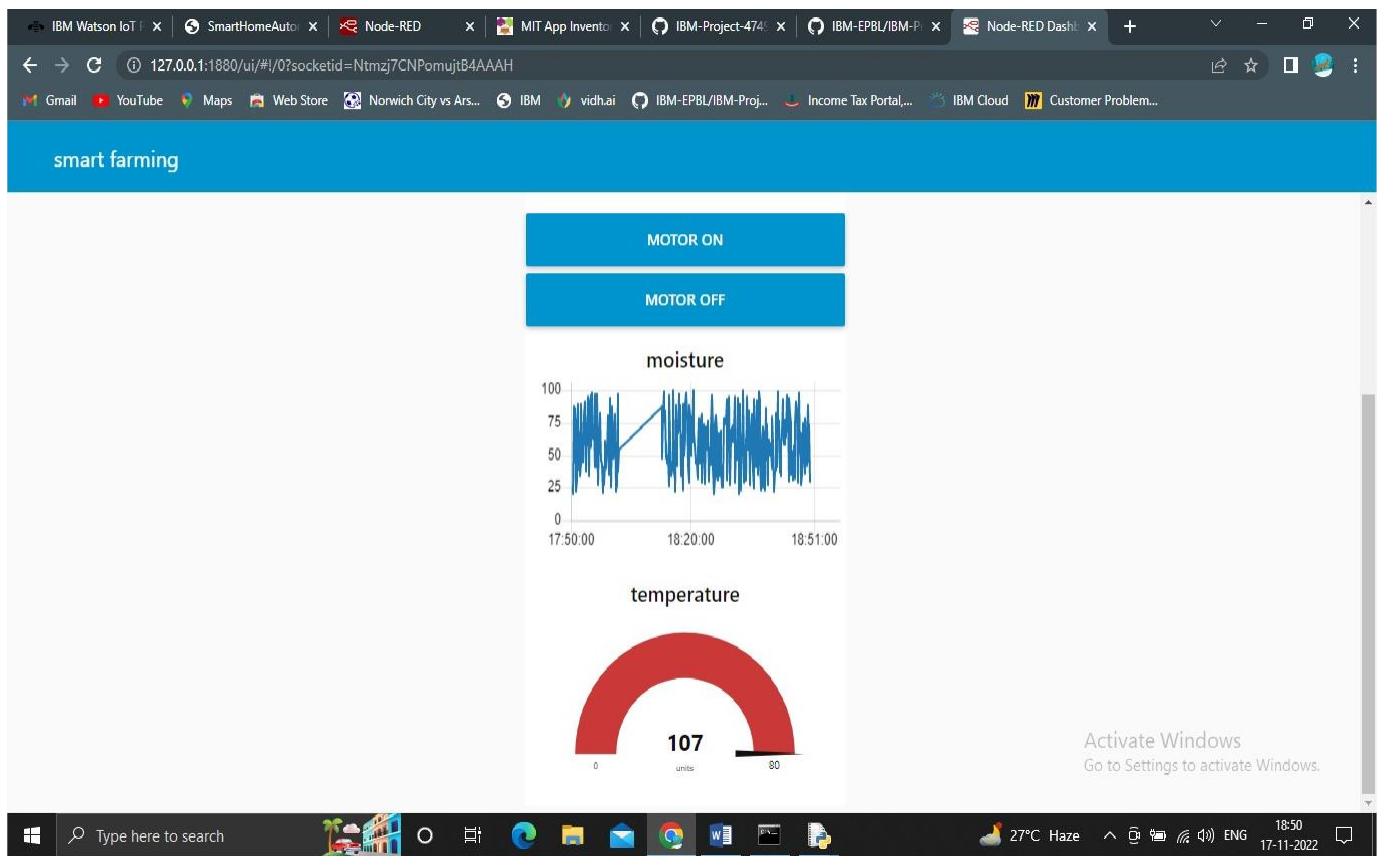 IBM Watson IoT P
SmartHomeAuto
Node-RED
MIT App Invento
IBM-Project-474
IBM-EPBL/IBM-P
Node-RED Dash
127.0.0.1:1880/ui/#!/0?socketid=Ntmzj7CNPomujtB4AAAH
Gmail
YouTube
Maps
Web Store
Norwich City vs Ars...
IBM
vidh.ai
IBM-EPBL/IBM-Proj...
Income Tax Portal,...
IBM Cloud
Customer Problem...
smart farming
MOTOR ON
MOTOR OFF
moisture
100
75
50
25
0
17:50:00 18:20:00 18:51:00
temperature
107
0 units 80
Activate Windows
Go to Settings to activate Windows.
Type here to search
27°C Haze
ENG
18:50
17-11-2022